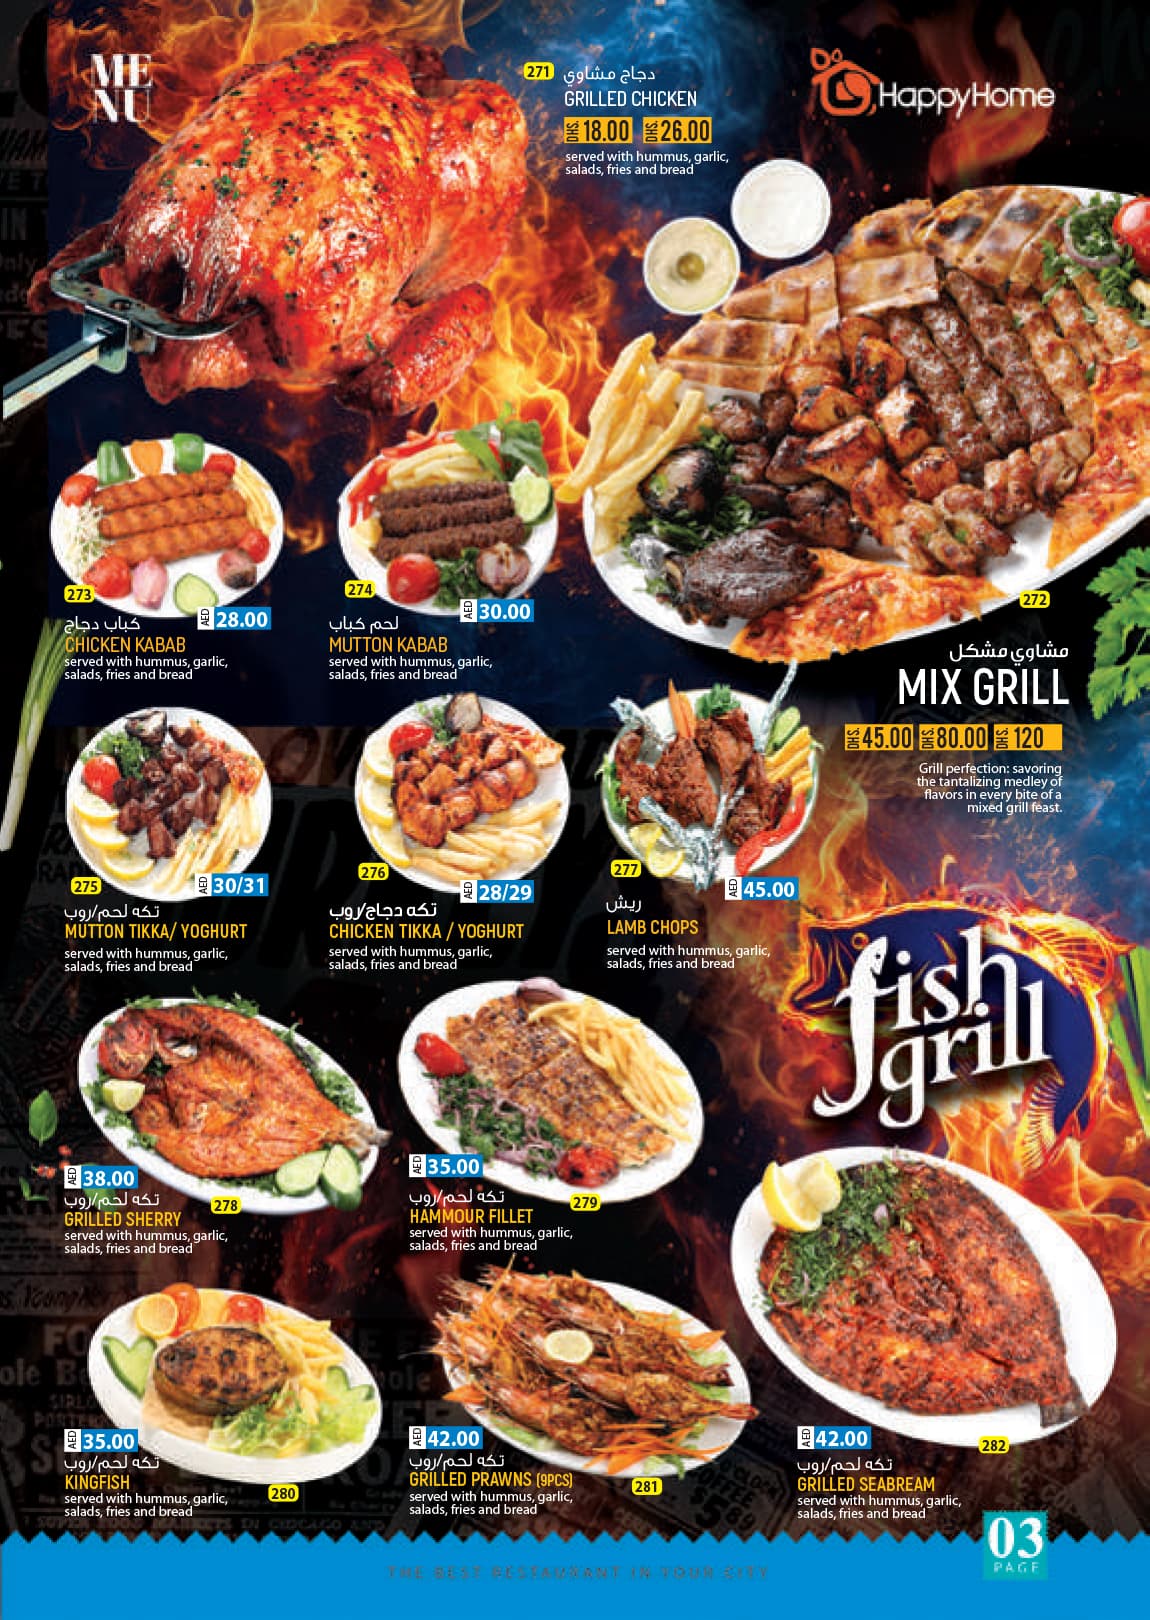 ME
NU
271
دجاج مشاوي
GRILLED CHICKEN
DHS. 18.00 DHS. 26.00
served with hummus, garlic,
salads, fries and bread
HappyHome
272
مشاوي مشكل
MIX GRILL
DHS. 45.00 DHS. 80.00 DHS. 120
Grill perfection: savoring
the tantalizing medley of
flavors in every bite of a
mixed grill feast.
273
AED 28.00
كباب دجاج
CHICKEN KABAB
served with hummus, garlic,
salads, fries and bread
274
AED 30.00
لحم كباب
MUTTON KABAB
served with hummus, garlic,
salads, fries and bread
275
AED 30/31
تكه لحم/روب
MUTTON TIKKA/ YOGHURT
served with hummus, garlic,
salads, fries and bread
276
AED 28/29
تكه دجاج/روب
CHICKEN TIKKA / YOGHURT
served with hummus, garlic,
salads, fries and bread
277
AED 45.00
ريش
LAMB CHOPS
served with hummus, garlic,
salads, fries and bread
fish
grill
AED 38.00
278
تكه لحم/روب
GRILLED SHERRY
served with hummus, garlic,
salads, fries and bread
AED 35.00
279
تكه لحم/روب
HAMMOUR FILLET
served with hummus, garlic,
salads, fries and bread
AED 35.00
280
تكه لحم/روب
KINGFISH
served with hummus, garlic,
salads, fries and bread
AED 42.00
281
تكه لحم/روب
GRILLED PRAWNS (9PCS)
served with hummus, garlic,
salads, fries and bread
AED 42.00
282
تكه لحم/روب
GRILLED SEABREAM
served with hummus, garlic,
salads, fries and bread
03
PAGE
THE BEST RESTAURANT IN YOUR CITY